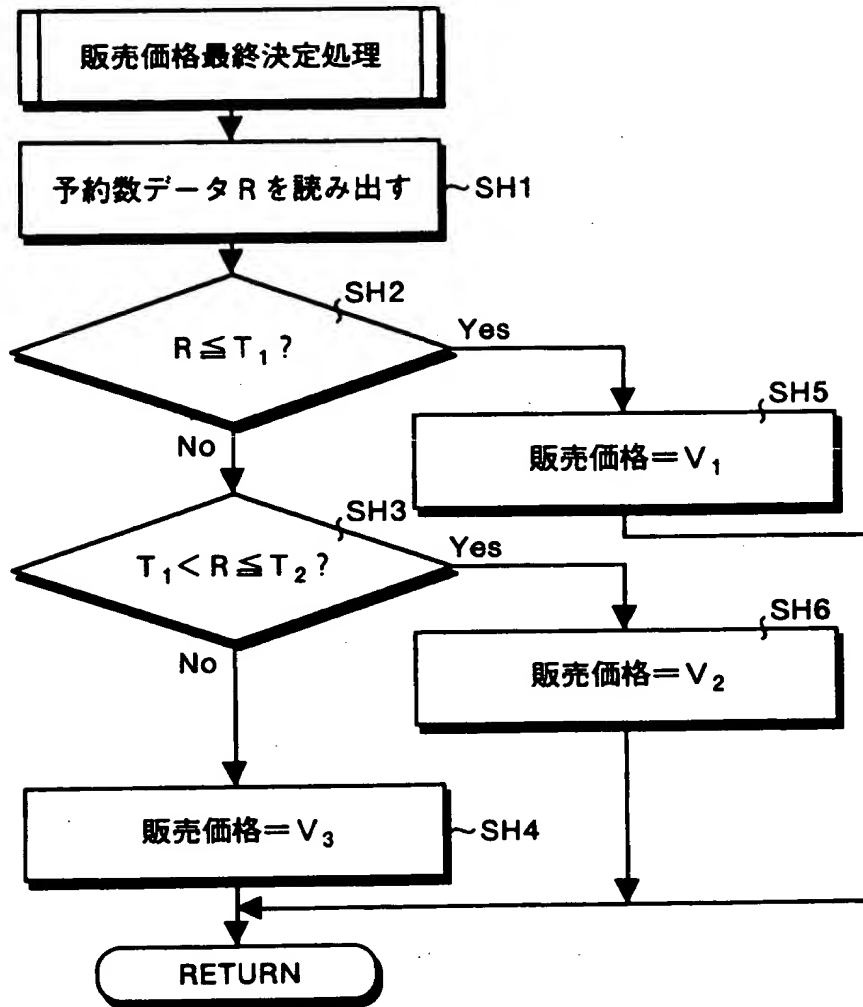 販売価格最終決定処理
予約数データRを読み出す ~SH1
SH2
R≦T₁?
Yes
No
SH5
販売価格=V₁
SH3
T₁<R≦T₂?
Yes
No
SH6
販売価格=V₂
販売価格=V₃ ~SH4
RETURN